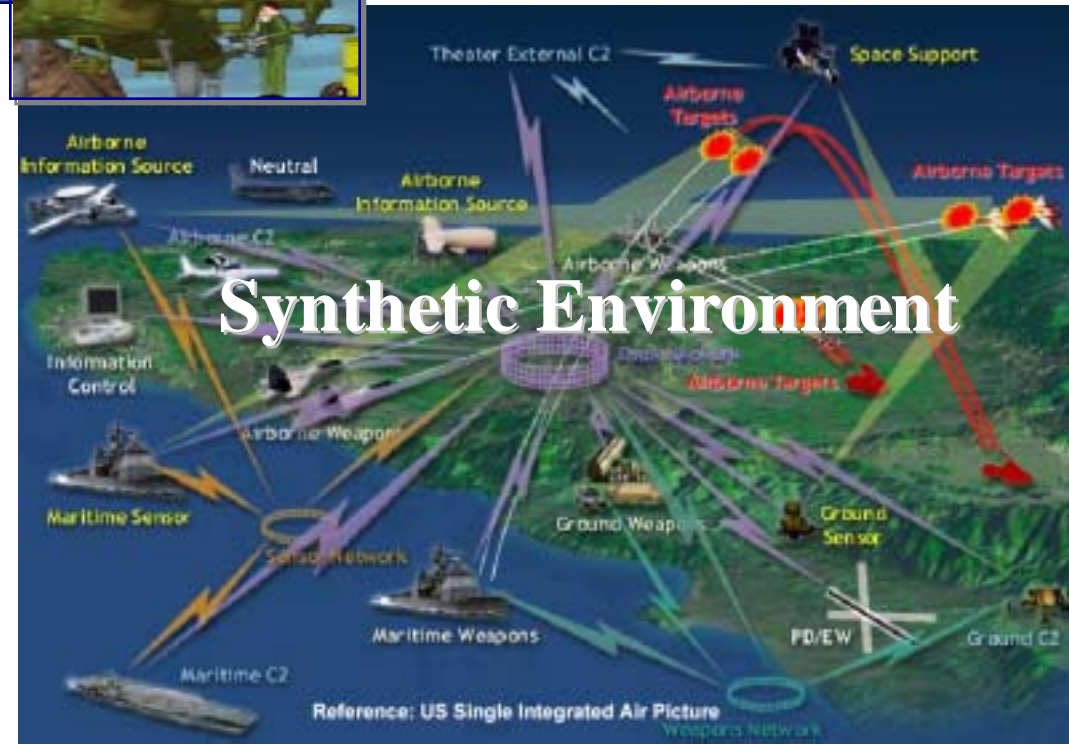 Theater External C2
Space Support
Airborne
Targets
Airborne
Information Source
Neutral
Airborne
Information Source
Airborne Targets
Airborne C2
Airborne Weapons
Synthetic Environment
Information
Control
Airborne Targets
Airborne Weapons
Maritime Sensor
Ground Weapons
Ground
Sensor
Sensor Network
Maritime Weapons
PD/EW
Ground C2
Maritime C2
Reference: US Single Integrated Air Picture
Weapons Network